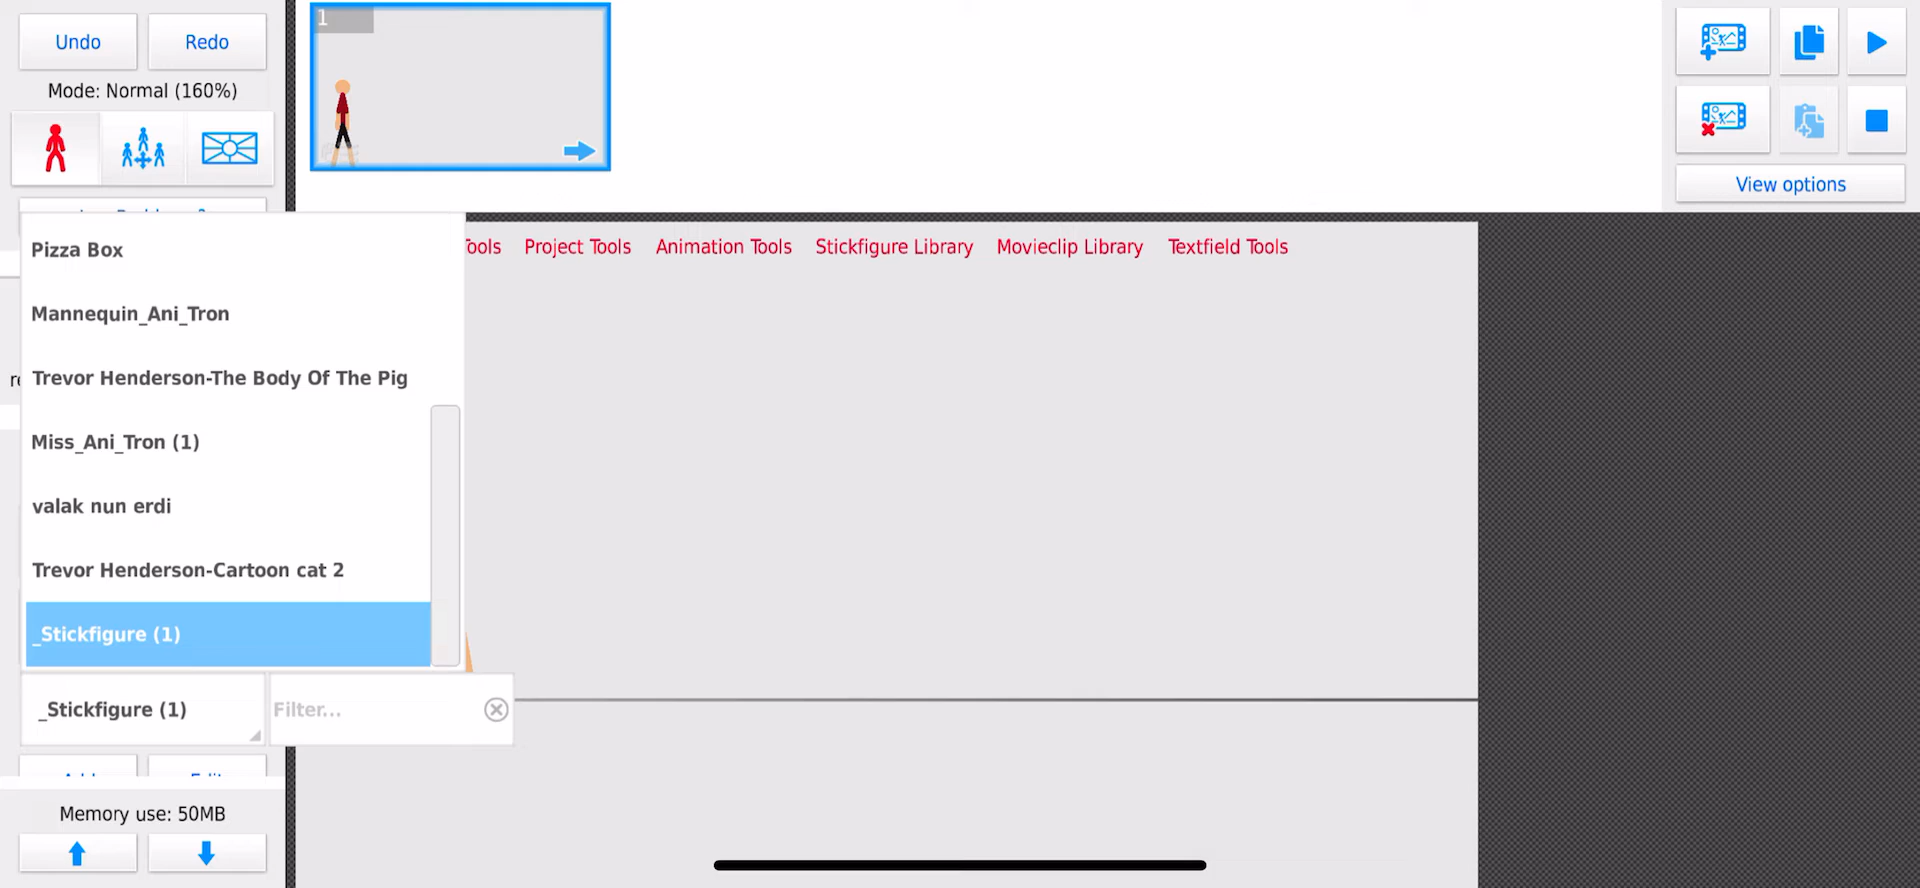 Undo
Redo
Mode: Normal (160%)
1
View options
Pizza Box
Mannequin_Ani_Tron
Trevor Henderson-The Body Of The Pig
Miss_Ani_Tron (1)
valak nun erdi
Trevor Henderson-Cartoon cat 2
_Stickfigure (1)
Tools Project Tools Animation Tools Stickfigure Library Movieclip Library Textfield Tools
_Stickfigure (1)
Filter...
Memory use: 50MB